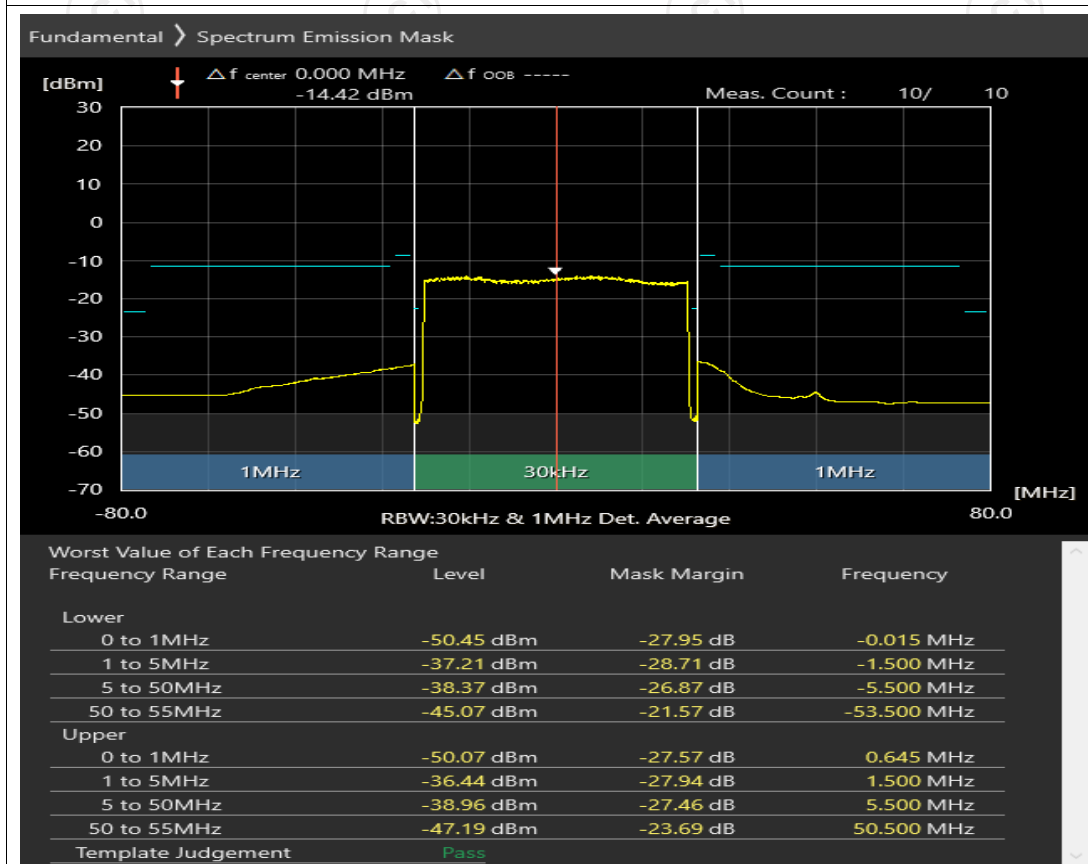 Fundamental ❯ Spectrum Emission Mask
[dBm] Δf center 0.000 MHz Δf OOB -----
-14.42 dBm Meas. Count : 10/ 10
30
20
10
0
-10
-20
-30
-40
-50
-60
1MHz 30kHz 1MHz
-70
[MHz]
-80.0 RBW:30kHz & 1MHz Det. Average 80.0
Worst Value of Each Frequency Range
Frequency Range Level Mask Margin Frequency
Lower
0 to 1MHz -50.45 dBm -27.95 dB -0.015 MHz
1 to 5MHz -37.21 dBm -28.71 dB -1.500 MHz
5 to 50MHz -38.37 dBm -26.87 dB -5.500 MHz
50 to 55MHz -45.07 dBm -21.57 dB -53.500 MHz
Upper
0 to 1MHz -50.07 dBm -27.57 dB 0.645 MHz
1 to 5MHz -36.44 dBm -27.94 dB 1.500 MHz
5 to 50MHz -38.96 dBm -27.46 dB 5.500 MHz
50 to 55MHz -47.19 dBm -23.69 dB 50.500 MHz
Template Judgement Pass